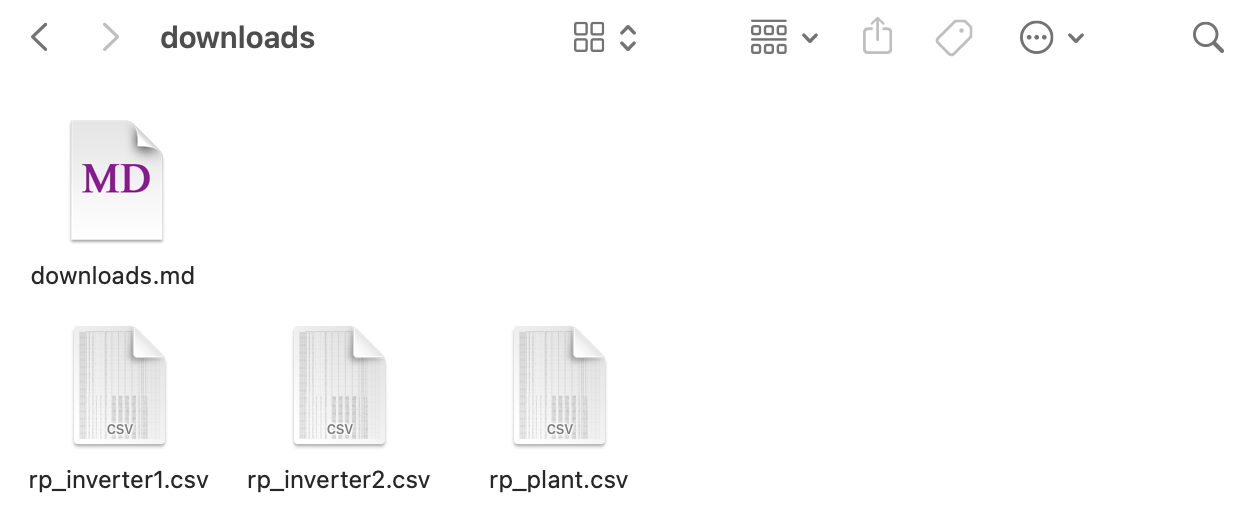 downloads
MD
downloads.md
CSV CSV CSV
rp_inverter1.csv rp_inverter2.csv rp_plant.csv